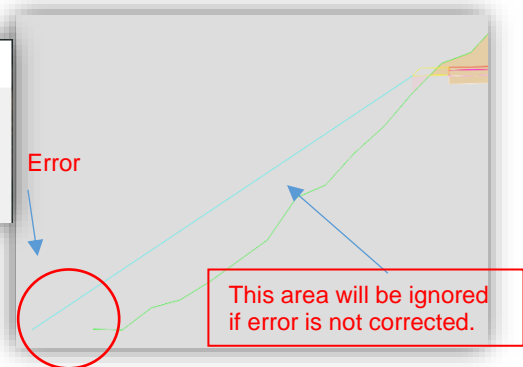 Error
This area will be ignored
if error is not corrected.